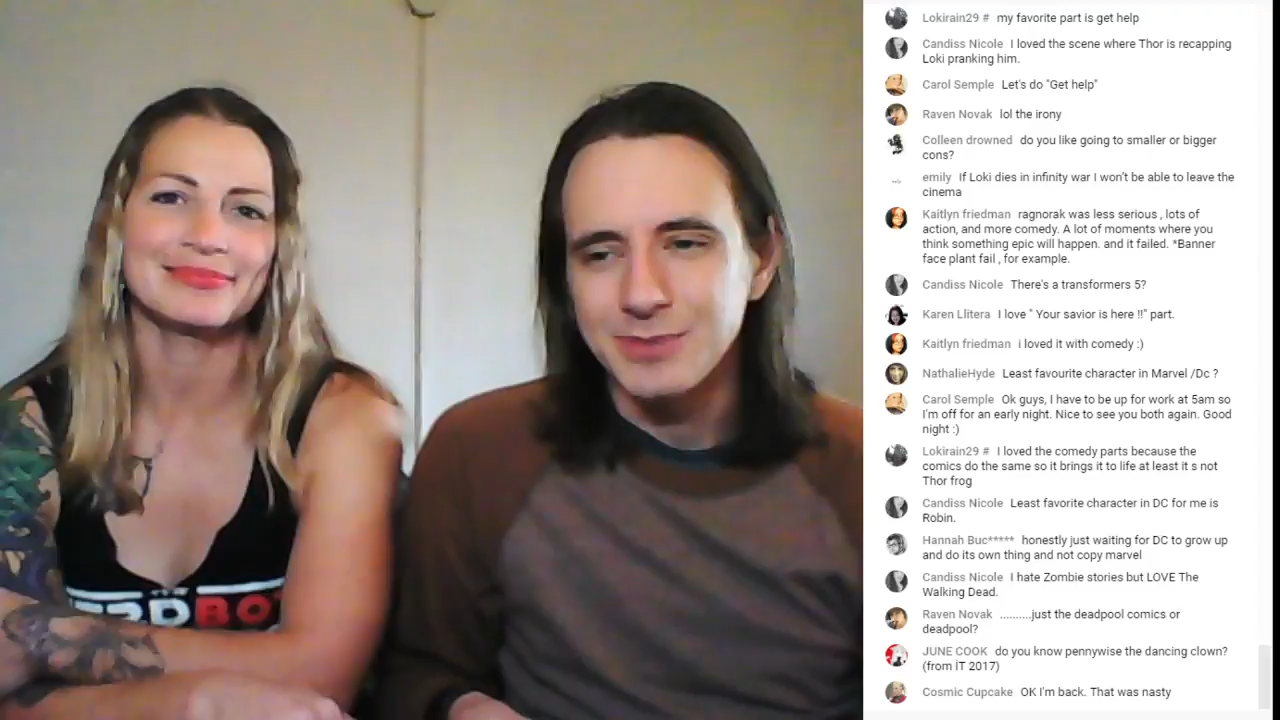 Lokirain29 # my favorite part is get help
Candiss Nicole I loved the scene where Thor is recapping
Loki pranking him.
Carol Semple Let's do "Get help"
Raven Novak lol the irony
Colleen drowned do you like going to smaller or bigger
cons?
emily If Loki dies in infinity war I won't be able to leave the
cinema
Kaitlyn friedman ragnorak was less serious , lots of
action, and more comedy. A lot of moments where you
think something epic will happen. and it failed. *Banner
face plant fail , for example.
Candiss Nicole There's a transformers 5?
Karen Llitera I love " Your savior is here !!" part.
Kaitlyn friedman i loved it with comedy :)
NathalieHyde Least favourite character in Marvel /Dc ?
Carol Semple Ok guys, I have to be up for work at 5am so
I'm off for an early night. Nice to see you both again. Good
night :)
Lokirain29 # I loved the comedy parts because the
comics do the same so it brings it to life at least it s not
Thor frog
Candiss Nicole Least favorite character in DC for me is
Robin.
Hannah Buc***** honestly just waiting for DC to grow up
and do its own thing and not copy marvel
Candiss Nicole I hate Zombie stories but LOVE The
Walking Dead.
Raven Novak ..........just the deadpool comics or
deadpool?
JUNE COOK do you know pennywise the dancing clown?
(from İT 2017)
Cosmic Cupcake OK I'm back. That was nasty